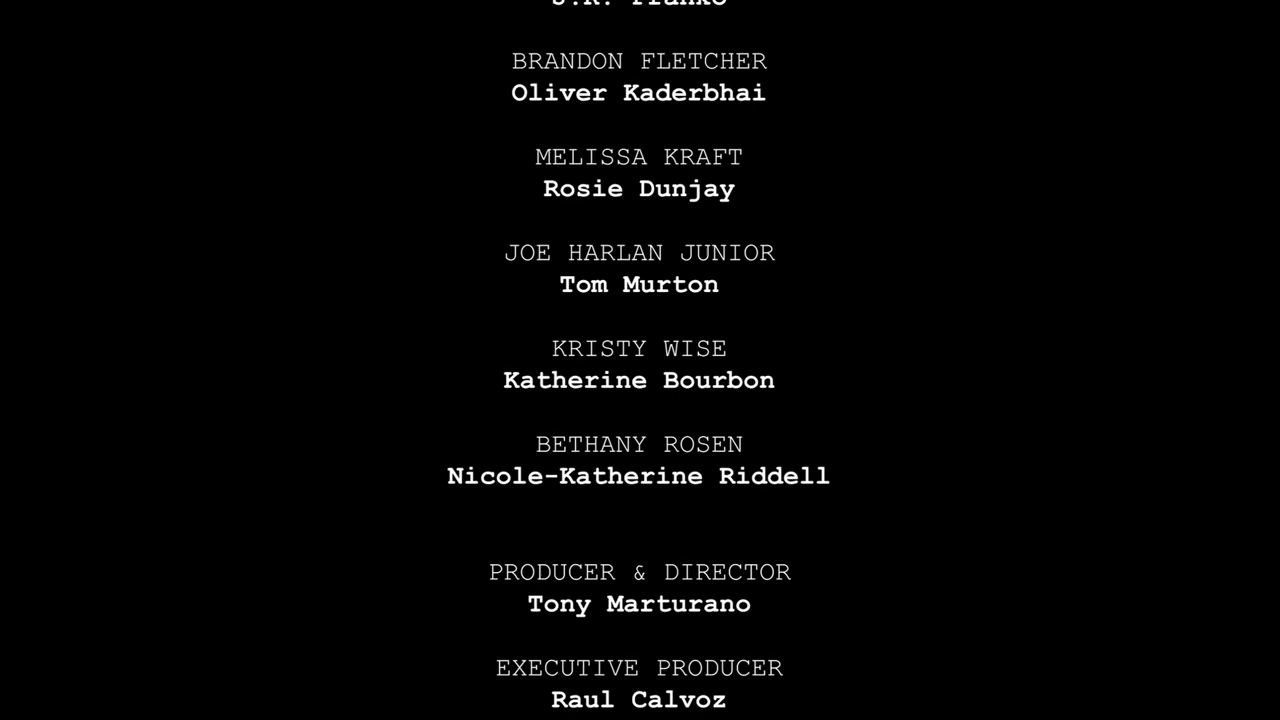 BRANDON FLETCHER
Oliver Kaderbhai
MELISSA KRAFT
Rosie Dunjay
JOE HARLAN JUNIOR
Tom Murton
KRISTY WISE
Katherine Bourbon
BETHANY ROSEN
Nicole-Katherine Riddell
PRODUCER & DIRECTOR
Tony Marturano
EXECUTIVE PRODUCER
Raul Calvoz